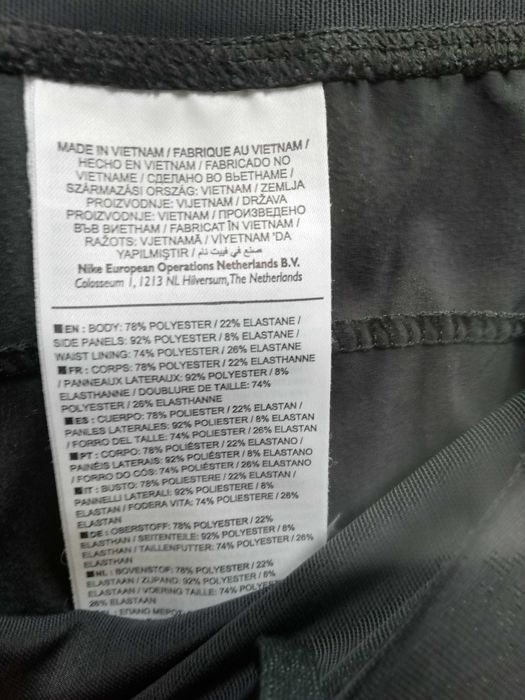 MADE IN VIETNAM / FABRIQUE AU VIETNAM /
HECHO EN VIETNAM / FABRICADO NO
VIETNAME / СДЕЛАНО ВО ВЬЕТНАМЕ /
SZÁRMAZÁSI ORSZÁG: VIETNAM / ZEMLJA
PROIZVODNJE: VIJETNAM / DRŽAVA
PROIZVODNJE: VIETNAM / ПРОИЗВЕДЕНО
ВЪВ ВИЕТНАМ / FABRICAT ÎN VIETNAM /
RAŽOTS: VJETNAMĀ / VİYETNAM 'DA
YAPILMIŞTIR / صنع في فييت نام
Nike European Operations Netherlands B.V.
Colosseum 1, 1213 NL Hilversum, The Netherlands
■EN : BODY: 78% POLYESTER / 22% ELASTANE /
SIDE PANELS: 92% POLYESTER / 8% ELASTANE /
WAIST LINING: 74% POLYESTER / 26% ELASTANE
■FR : CORPS: 78% POLYESTER / 22% ELASTHANNE
/ PANNEAUX LATERAUX: 92% POLYESTER / 8%
ELASTHANNE / DOUBLURE DE TAILLE: 74%
POLYESTER / 26% ELASTHANNE
■ES : CUERPO: 78% POLIESTER / 22% ELASTAN /
PANLES LATERALES: 92% POLIESTER / 8% ELASTAN
/ FORRO DEL TALLE: 74% POLIESTER / 26% ELASTAN
■PT : CORPO: 78% POLIÉSTER / 22% ELASTANO /
PAINÉIS LATERAIS: 92% POLIÉSTER / 8% ELASTANO
/ FORRO DO CÓS: 74% POLIÉSTER / 26% ELASTANO
■IT : BUSTO: 78% POLIESTERE / 22% ELASTAN /
PANNELLI LATERALI: 92% POLIESTERE / 8%
ELASTAN / FODERA VITA: 74% POLIESTERE / 26%
ELASTAN
■DE : OBERSTOFF: 78% POLYESTER / 22%
ELASTHAN / SEITENTEILE: 92% POLYESTER / 8%
ELASTHAN / TAILLENFUTTER: 74% POLYESTER / 26%
ELASTHAN
■NL : BOVENSTOF: 78% POLYESTER / 22%
ELASTAAN / ZIJPAND: 92% POLYESTER / 8%
ELASTAAN / VOERING TAILLE: 74% POLYESTER /
26% ELASTAAN
ΕΠΑΝΩ ΜΕΡΟΣ